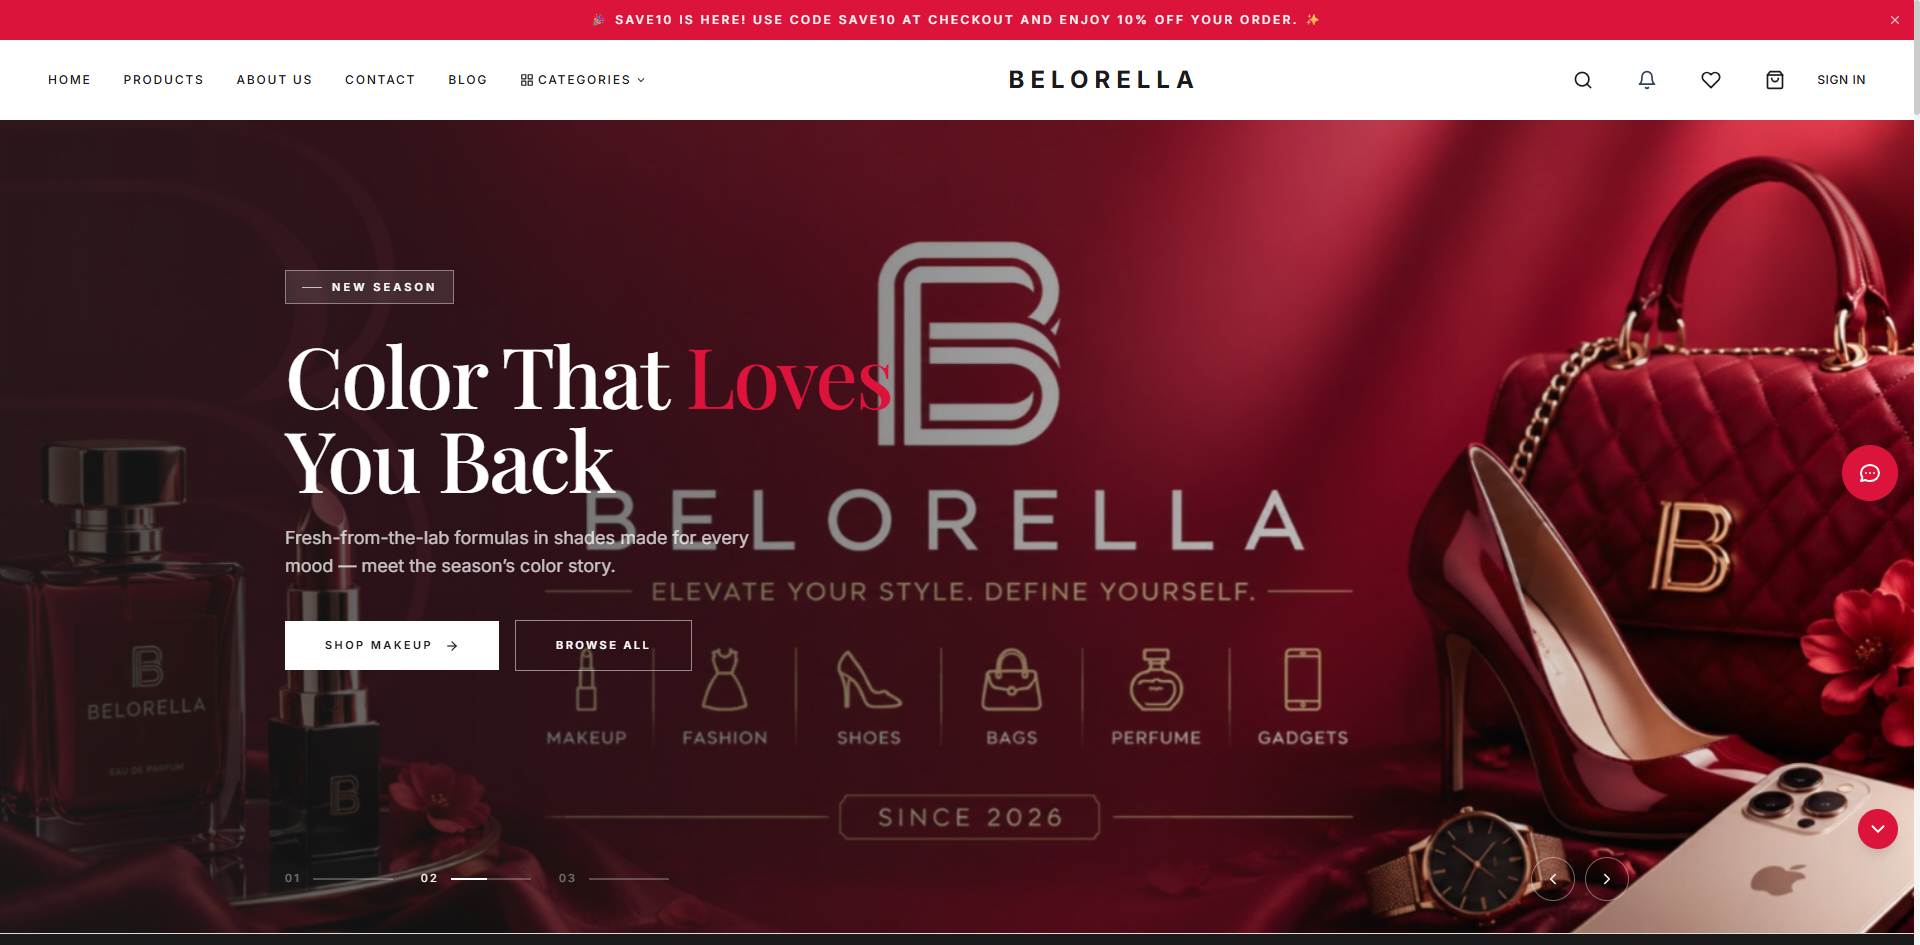 🎉 SAVE10 IS HERE! USE CODE SAVE10 AT CHECKOUT AND ENJOY 10% OFF YOUR ORDER. ✨
HOME PRODUCTS ABOUT US CONTACT BLOG CATEGORIES
BELORELLA
SIGN IN
NEW SEASON
Color That Loves
You Back
Fresh-from-the-lab formulas in shades made for every
mood — meet the season’s color story.
SHOP MAKEUP
BROWSE ALL
B
BELORELLA
ELEVATE YOUR STYLE. DEFINE YOURSELF.
MAKEUP FASHION SHOES BAGS PERFUME GADGETS
SINCE 2026
B
BELORELLA
EAU DE PARFUM
B
B
01 02 03